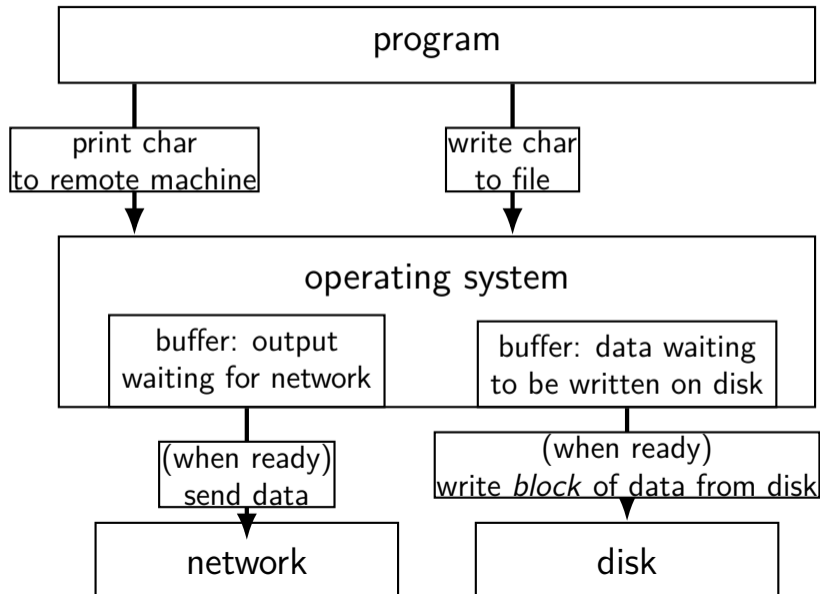 program
print char
to remote machine
write char
to file
operating system
buffer: output
waiting for network
buffer: data waiting
to be written on disk
(when ready)
send data
(when ready)
write block of data from disk
network
disk